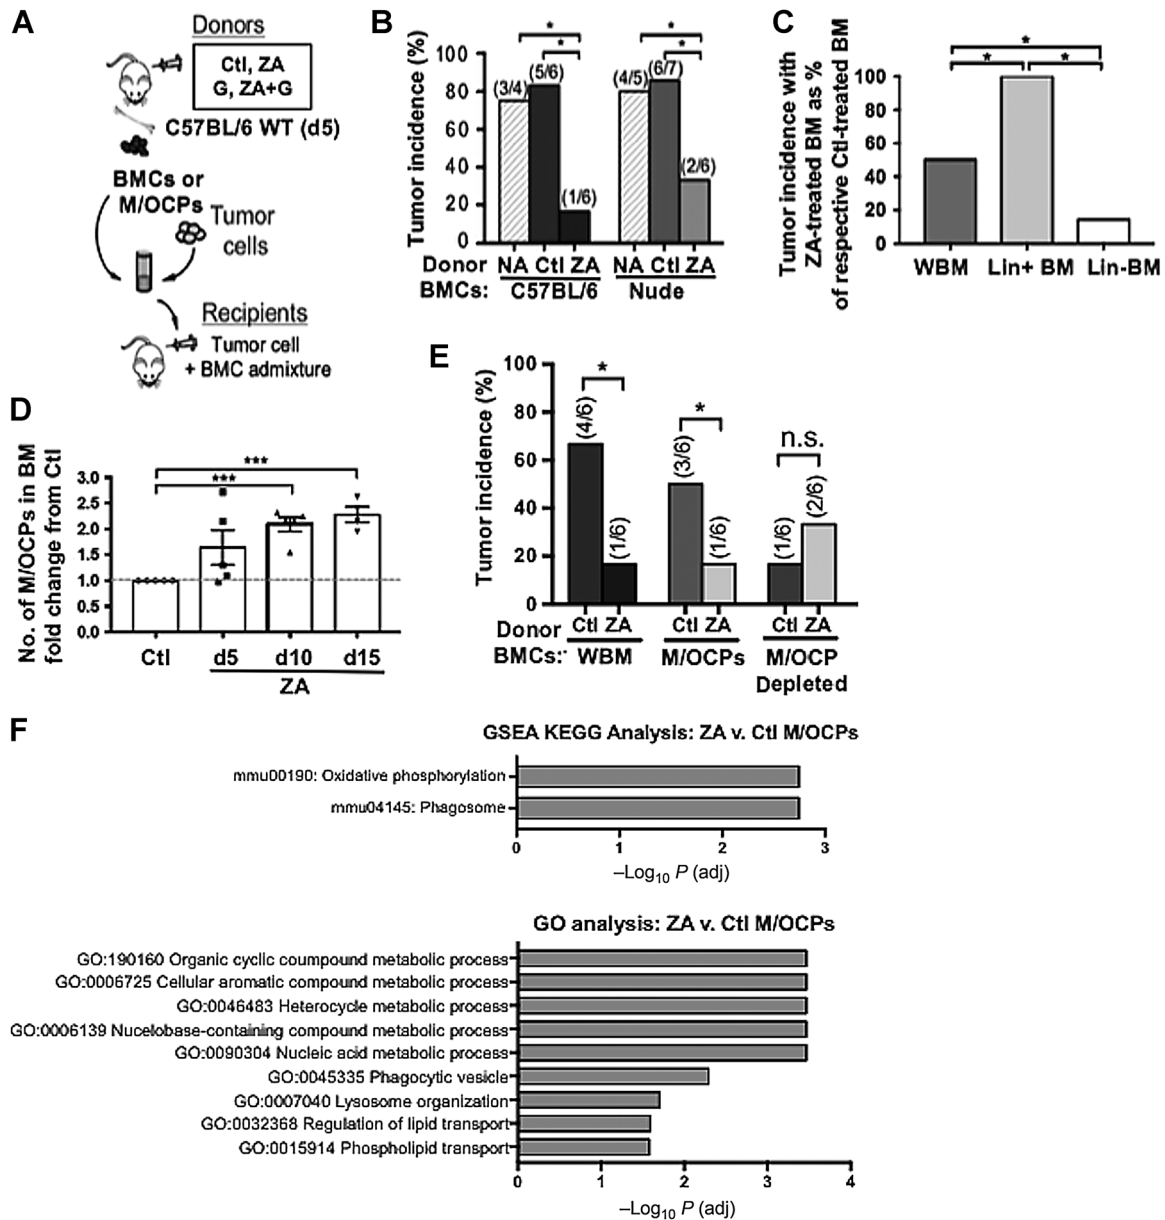 A
Donors
Ctl, ZA
G, ZA+G
C57BL/6 WT (d5)
BMCs or
M/OCPs
Tumor
cells
Recipients
Tumor cell
+ BMC admixture
B
Tumor incidence (%)
100
80
60
40
20
0
*
*
(3/4)
(5/6)
(1/6)
*
*
(4/5)
(6/7)
(2/6)
Donor
BMCs:
NA Ctl ZA
NA Ctl ZA
C57BL/6
Nude
C
Tumor incidence with
ZA-treated BM as %
of respective Ctl-treated BM
100
80
60
40
20
0
*
*
*
WBM
Lin+ BM
Lin-BM
D
No. of M/OCPs in BM
fold change from Ctl
3.0
2.5
2.0
1.5
1.0
0.5
0.0
***
***
Ctl
d5
d10
d15
ZA
E
Tumor incidence (%)
100
80
60
40
20
0
*
(4/6)
(1/6)
*
(3/6)
(1/6)
n.s.
(1/6)
(2/6)
Donor
BMCs:
Ctl ZA
Ctl ZA
Ctl ZA
WBM
M/OCPs
M/OCP
Depleted
F
GSEA KEGG Analysis: ZA v. Ctl M/OCPs
mmu00190: Oxidative phosphorylation
mmu04145: Phagosome
0
1
2
3
–Log10 P (adj)
GO analysis: ZA v. Ctl M/OCPs
GO:190160 Organic cyclic coumpound metabolic process
GO:0006725 Cellular aromatic compound metabolic process
GO:0046483 Heterocycle metabolic process
GO:0006139 Nucelobase-containing compound metabolic process
GO:0090304 Nucleic acid metabolic process
GO:0045335 Phagocytic vesicle
GO:0007040 Lysosome organization
GO:0032368 Regulation of lipid transport
GO:0015914 Phospholipid transport
0
1
2
3
4
–Log10 P (adj)